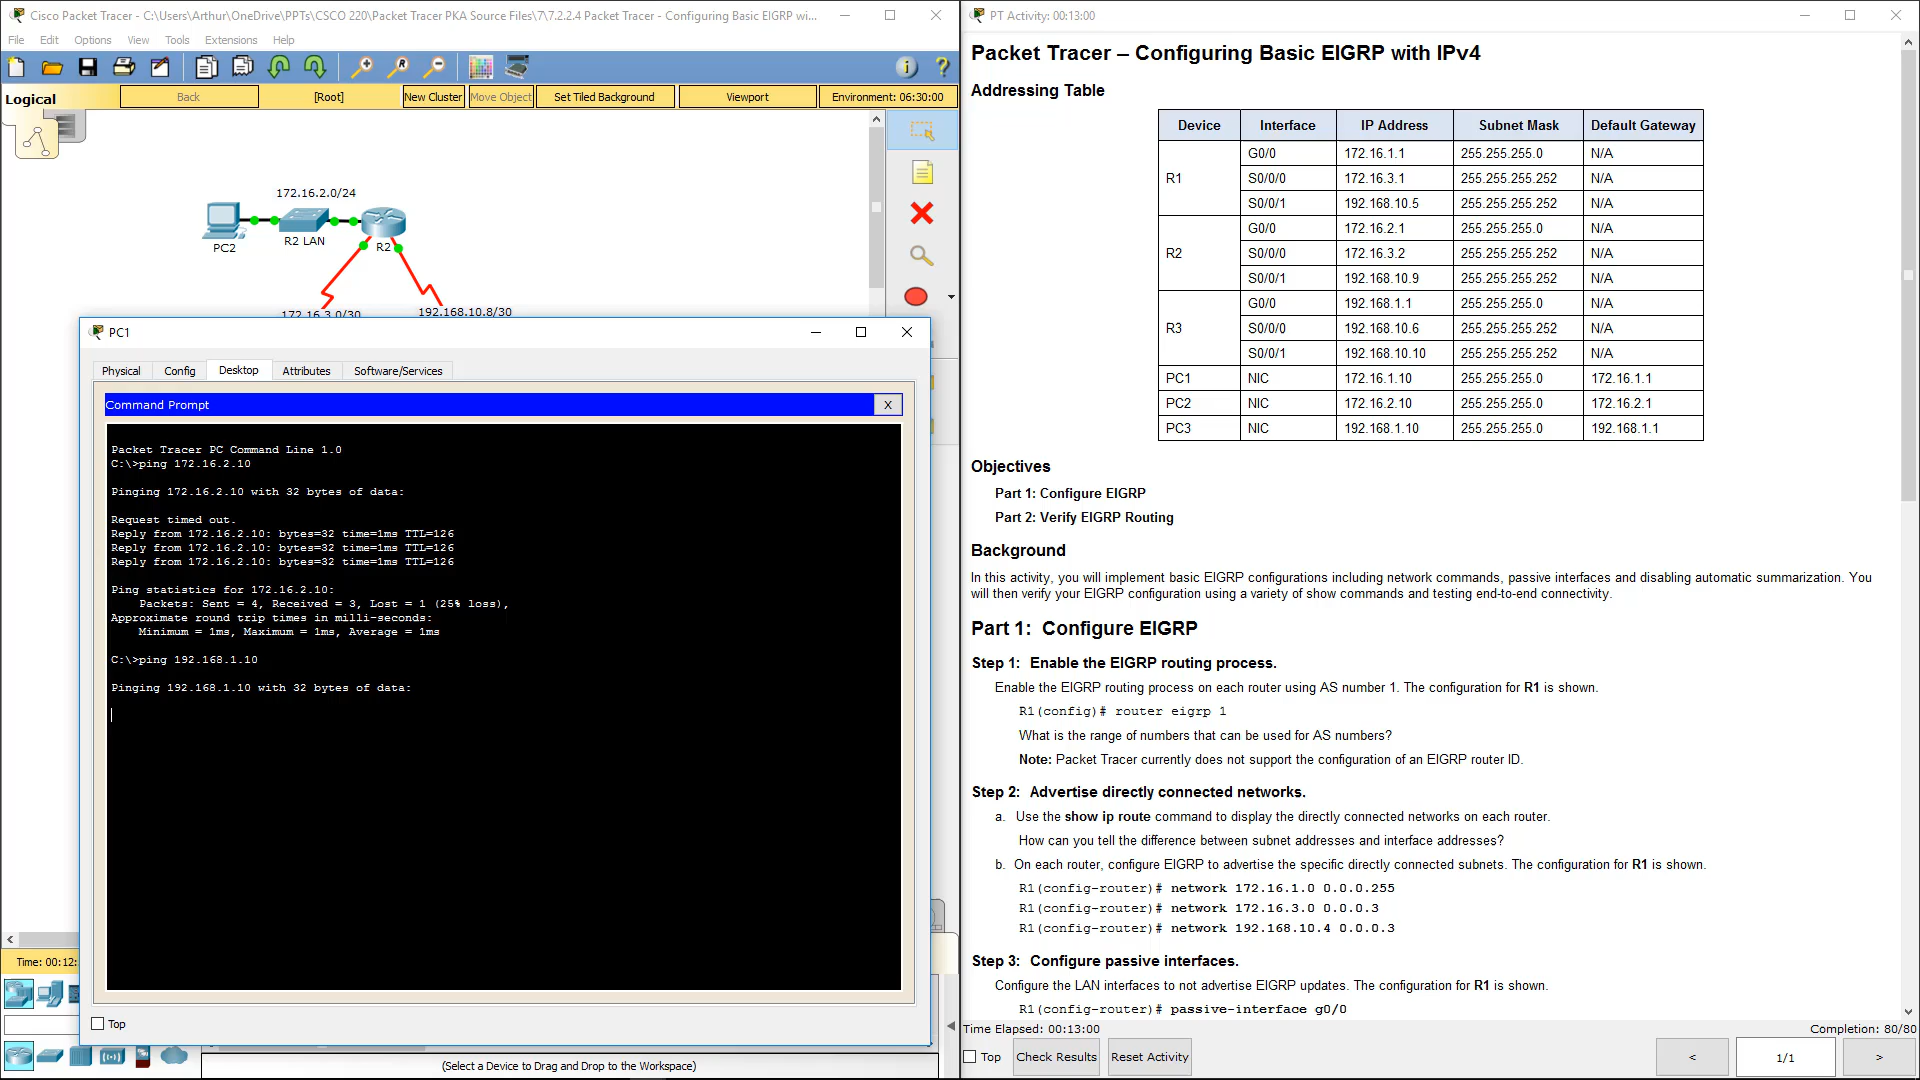 Cisco Packet Tracer - C:\Users\Arthur\OneDrive\PPTs\CSCO 220\Packet Tracer PKA Source Files\7\7.2.2.4 Packet Tracer - Configuring Basic EIGRP wi...
File Edit Options View Tools Extensions Help
Logical
Back
[Root]
New Cluster
Move Object
Set Tiled Background
Viewport
Environment: 06:30:00
172.16.2.0/24
PC2
R2 LAN
R2
172.16.3.0/30
192.168.10.8/30
PC1
Physical Config Desktop Attributes Software/Services
Command Prompt
X
Packet Tracer PC Command Line 1.0
C:\>ping 172.16.2.10
Pinging 172.16.2.10 with 32 bytes of data:
Request timed out.
Reply from 172.16.2.10: bytes=32 time=1ms TTL=126
Reply from 172.16.2.10: bytes=32 time=1ms TTL=126
Reply from 172.16.2.10: bytes=32 time=1ms TTL=126
Ping statistics for 172.16.2.10:
Packets: Sent = 4, Received = 3, Lost = 1 (25% loss),
Approximate round trip times in milli-seconds:
Minimum = 1ms, Maximum = 1ms, Average = 1ms
C:\>ping 192.168.1.10
Pinging 192.168.1.10 with 32 bytes of data:
Top
Time: 00:12:
(Select a Device to Drag and Drop to the Workspace)
PT Activity: 00:13:00
Packet Tracer – Configuring Basic EIGRP with IPv4
Addressing Table
Device Interface IP Address Subnet Mask Default Gateway
R1 G0/0 172.16.1.1 255.255.255.0 N/A
S0/0/0 172.16.3.1 255.255.255.252 N/A
S0/0/1 192.168.10.5 255.255.255.252 N/A
R2 G0/0 172.16.2.1 255.255.255.0 N/A
S0/0/0 172.16.3.2 255.255.255.252 N/A
S0/0/1 192.168.10.9 255.255.255.252 N/A
R3 G0/0 192.168.1.1 255.255.255.0 N/A
S0/0/0 192.168.10.6 255.255.255.252 N/A
S0/0/1 192.168.10.10 255.255.255.252 N/A
PC1 NIC 172.16.1.10 255.255.255.0 172.16.1.1
PC2 NIC 172.16.2.10 255.255.255.0 172.16.2.1
PC3 NIC 192.168.1.10 255.255.255.0 192.168.1.1
Objectives
Part 1: Configure EIGRP
Part 2: Verify EIGRP Routing
Background
In this activity, you will implement basic EIGRP configurations including network commands, passive interfaces and disabling automatic summarization. You
will then verify your EIGRP configuration using a variety of show commands and testing end-to-end connectivity.
Part 1: Configure EIGRP
Step 1: Enable the EIGRP routing process.
Enable the EIGRP routing process on each router using AS number 1. The configuration for R1 is shown.
R1(config)# router eigrp 1
What is the range of numbers that can be used for AS numbers?
Note: Packet Tracer currently does not support the configuration of an EIGRP router ID.
Step 2: Advertise directly connected networks.
a. Use the show ip route command to display the directly connected networks on each router.
How can you tell the difference between subnet addresses and interface addresses?
b. On each router, configure EIGRP to advertise the specific directly connected subnets. The configuration for R1 is shown.
R1(config-router)# network 172.16.1.0 0.0.0.255
R1(config-router)# network 172.16.3.0 0.0.0.3
R1(config-router)# network 192.168.10.4 0.0.0.3
Step 3: Configure passive interfaces.
Configure the LAN interfaces to not advertise EIGRP updates. The configuration for R1 is shown.
R1(config-router)# passive-interface g0/0
Time Elapsed: 00:13:00
Completion: 80/80
Top
Check Results
Reset Activity
<
1/1
>